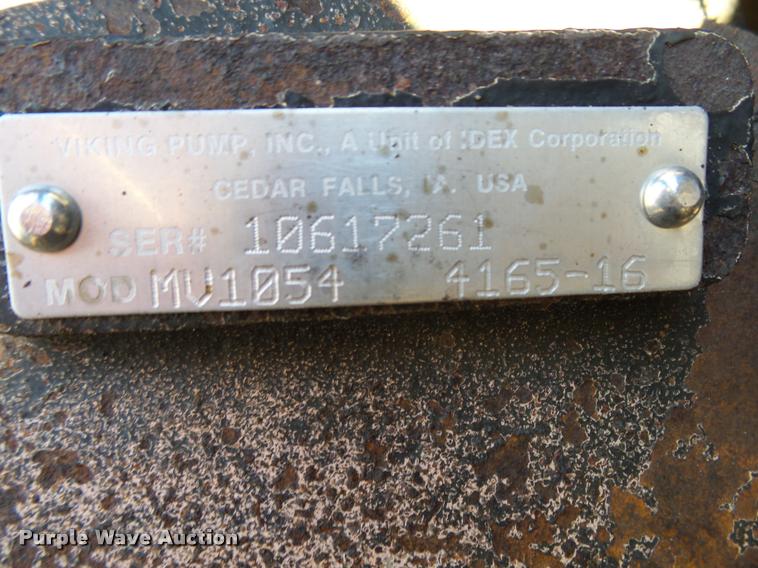 VIKING PUMP, INC., A Unit of IDEX Corporation
CEDAR FALLS, IA. USA
SER# 10617261
MOD MV1054 4165-16
Purple Wave Auction